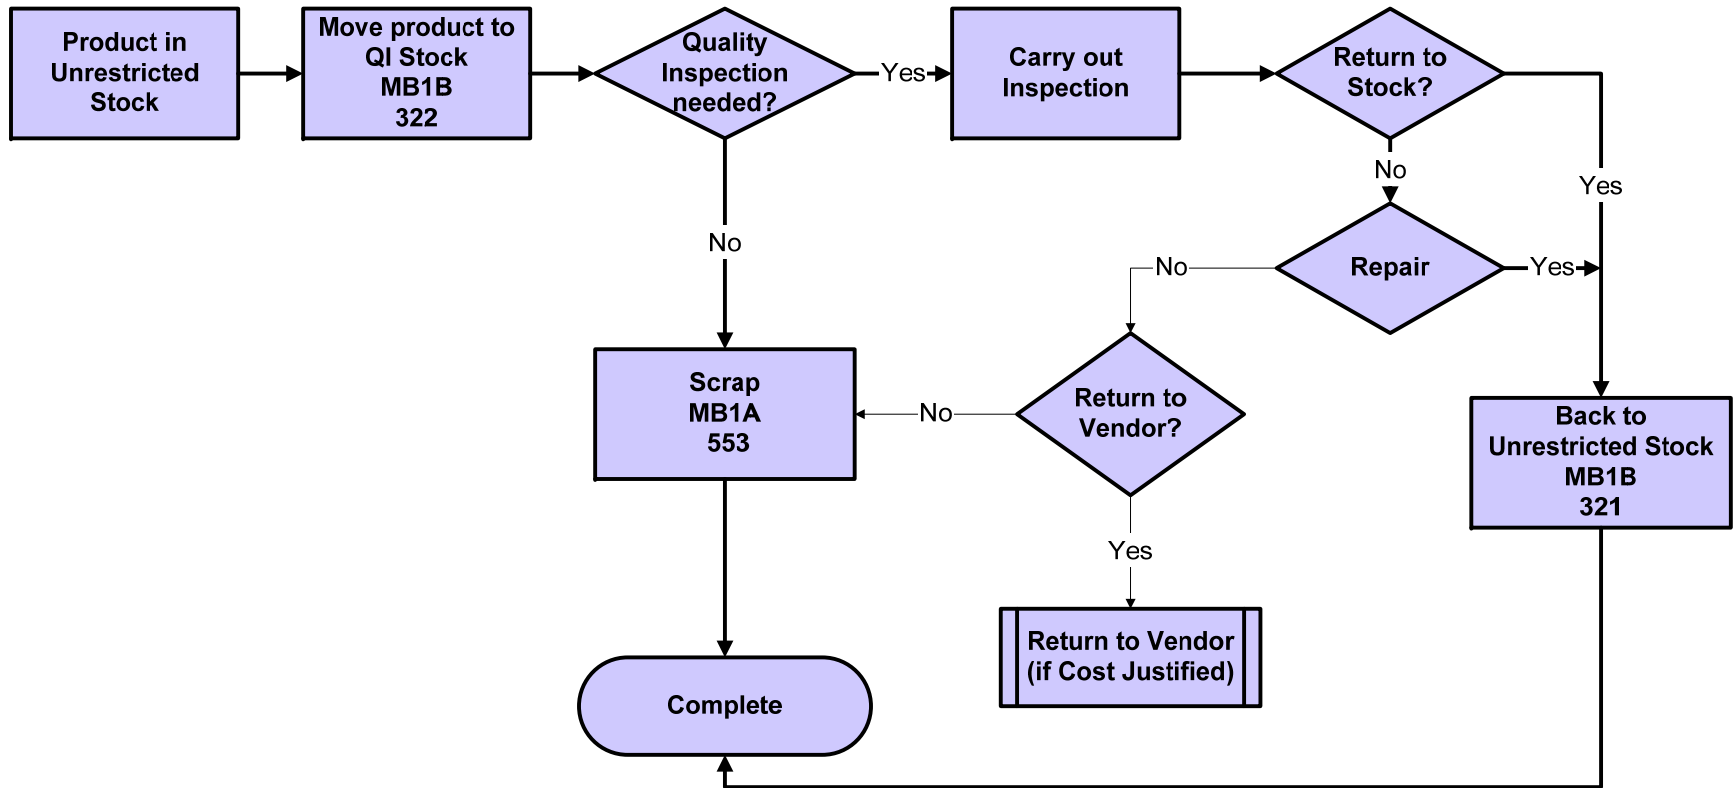 Product in
Unrestricted
Stock
Move product to
QI Stock
MB1B
322
Quality
Inspection
needed?
Yes
Carry out
Inspection
Return to
Stock?
No
Yes
No
Repair
Yes
No
Scrap
MB1A
553
No
Return to
Vendor?
Back to
Unrestricted Stock
MB1B
321
Yes
Return to Vendor
(if Cost Justified)
Complete